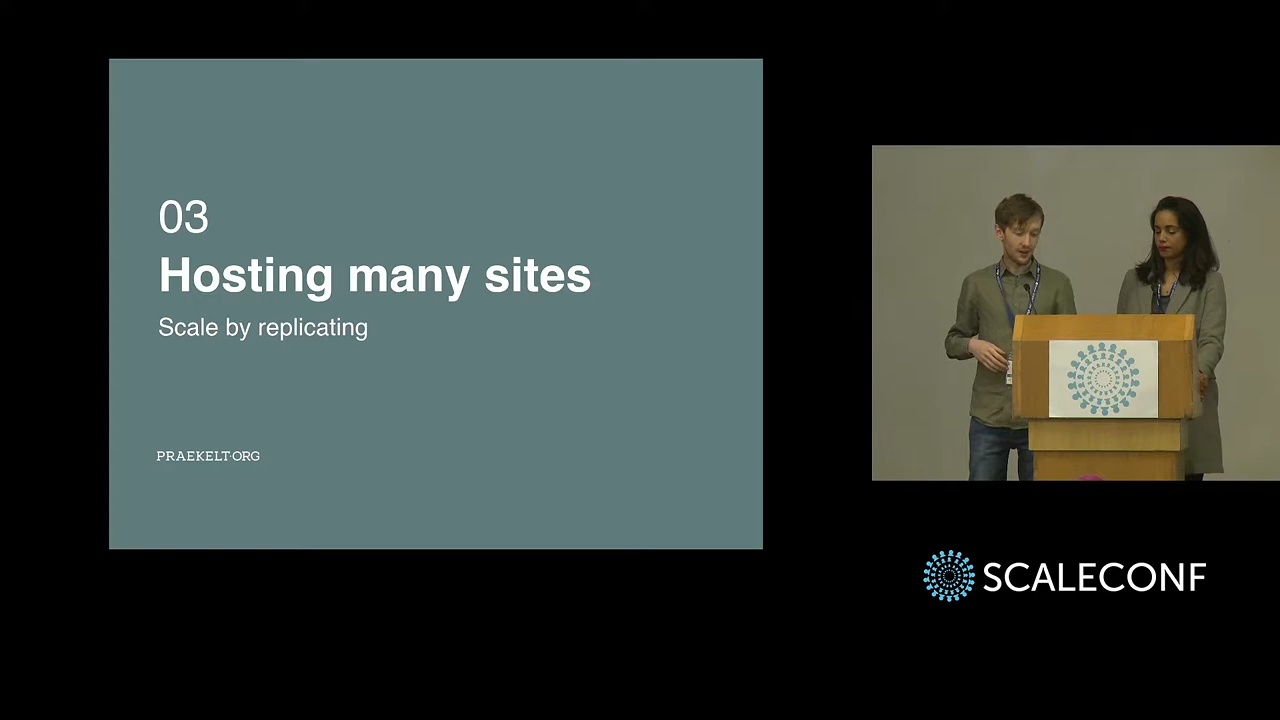 03
Hosting many sites
Scale by replicating
PRAEKELT.ORG
SCALECONF